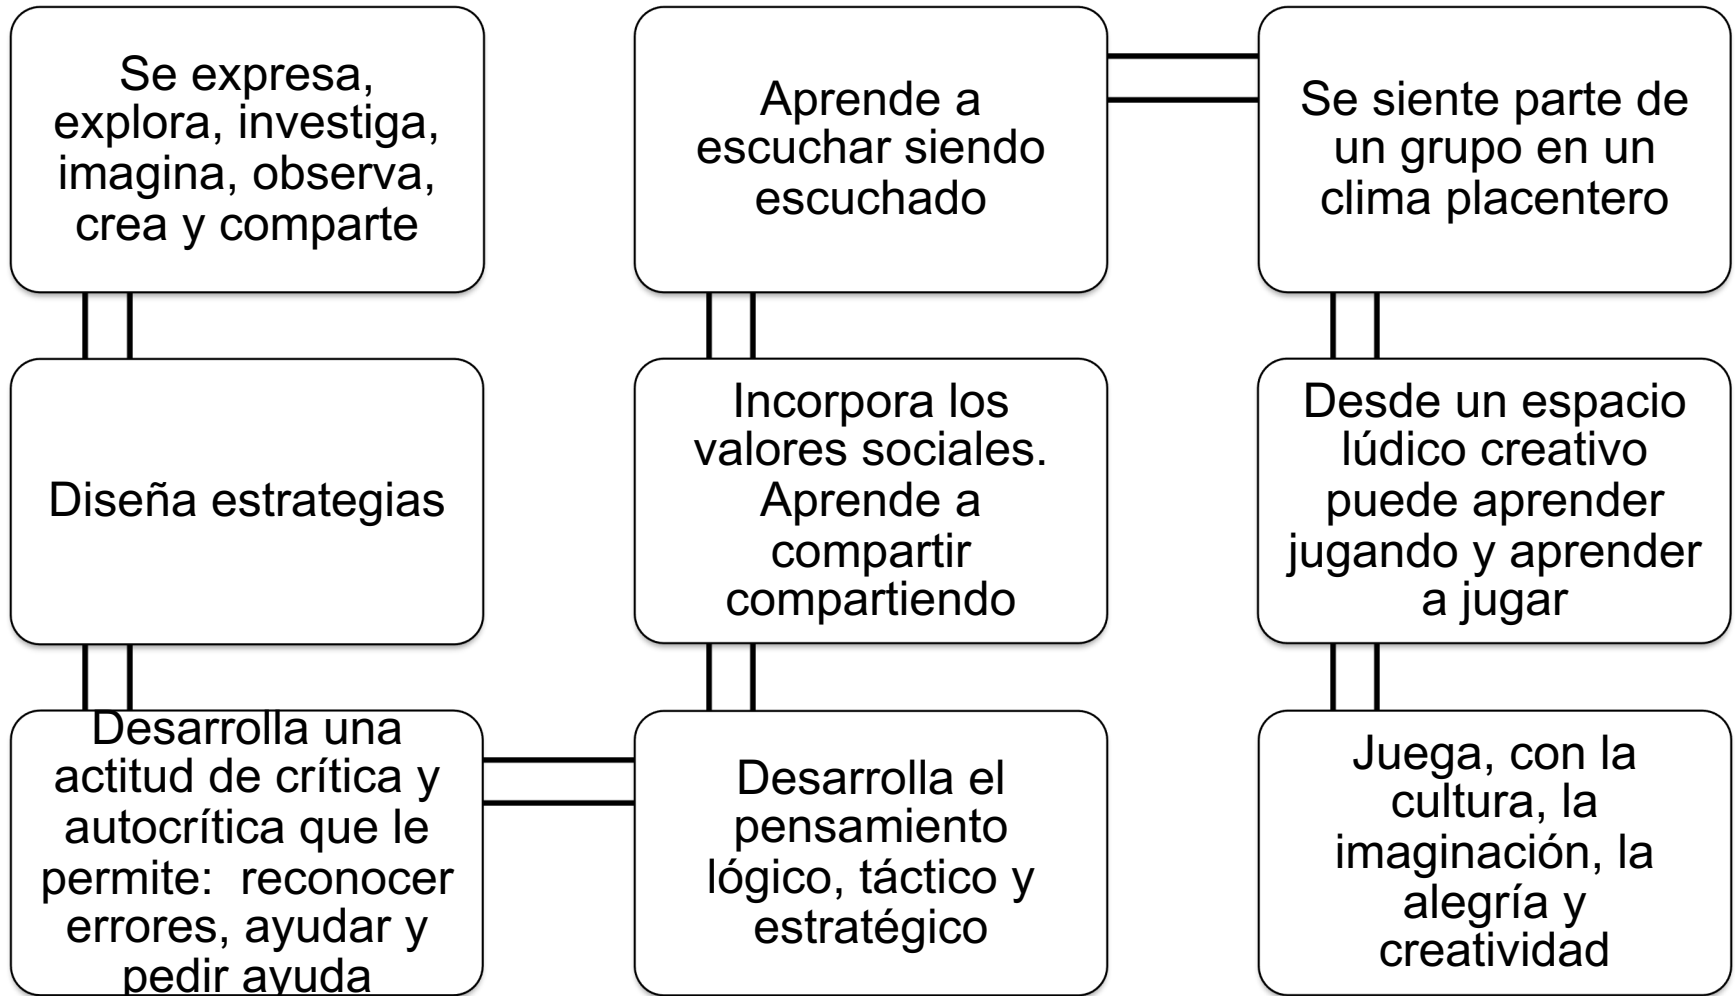 Se expresa,
explora, investiga,
imagina, observa,
crea y comparte
Diseña estrategias
Desarrolla una
actitud de crítica y
autocrítica que le
permite:  reconocer
errores, ayudar y
pedir ayuda
Desarrolla el
pensamiento
lógico, táctico y
estratégico
Incorpora los
valores sociales.
Aprende a
compartir
compartiendo
Aprende a
escuchar siendo
escuchado
Se siente parte de
un grupo en un
clima placentero
Desde un espacio
lúdico creativo
puede aprender
jugando y aprender
a jugar
Juega, con la
cultura, la
imaginación, la
alegría y
creatividad